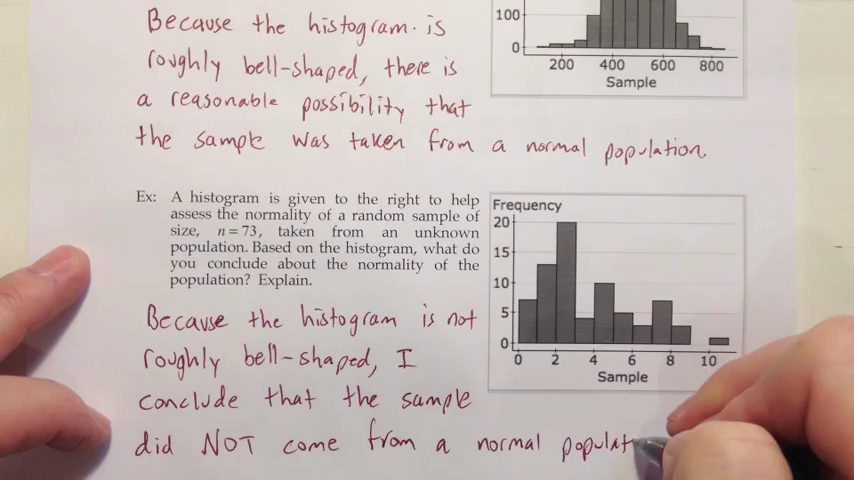 Because the histogram is
roughly bell-shaped, there is
a reasonable possibility that
the sample was taken from a normal population.
100
0
200 400 600 800
Sample
Ex: A histogram is given to the right to help
assess the normality of a random sample of
size, n = 73, taken from an unknown
population. Based on the histogram, what do
you conclude about the normality of the
population? Explain.
Frequency
20
15
10
5
0
0 2 4 6 8 10
Sample
Because the histogram is not
roughly bell-shaped, I
conclude that the sample
did NOT come from a normal populat